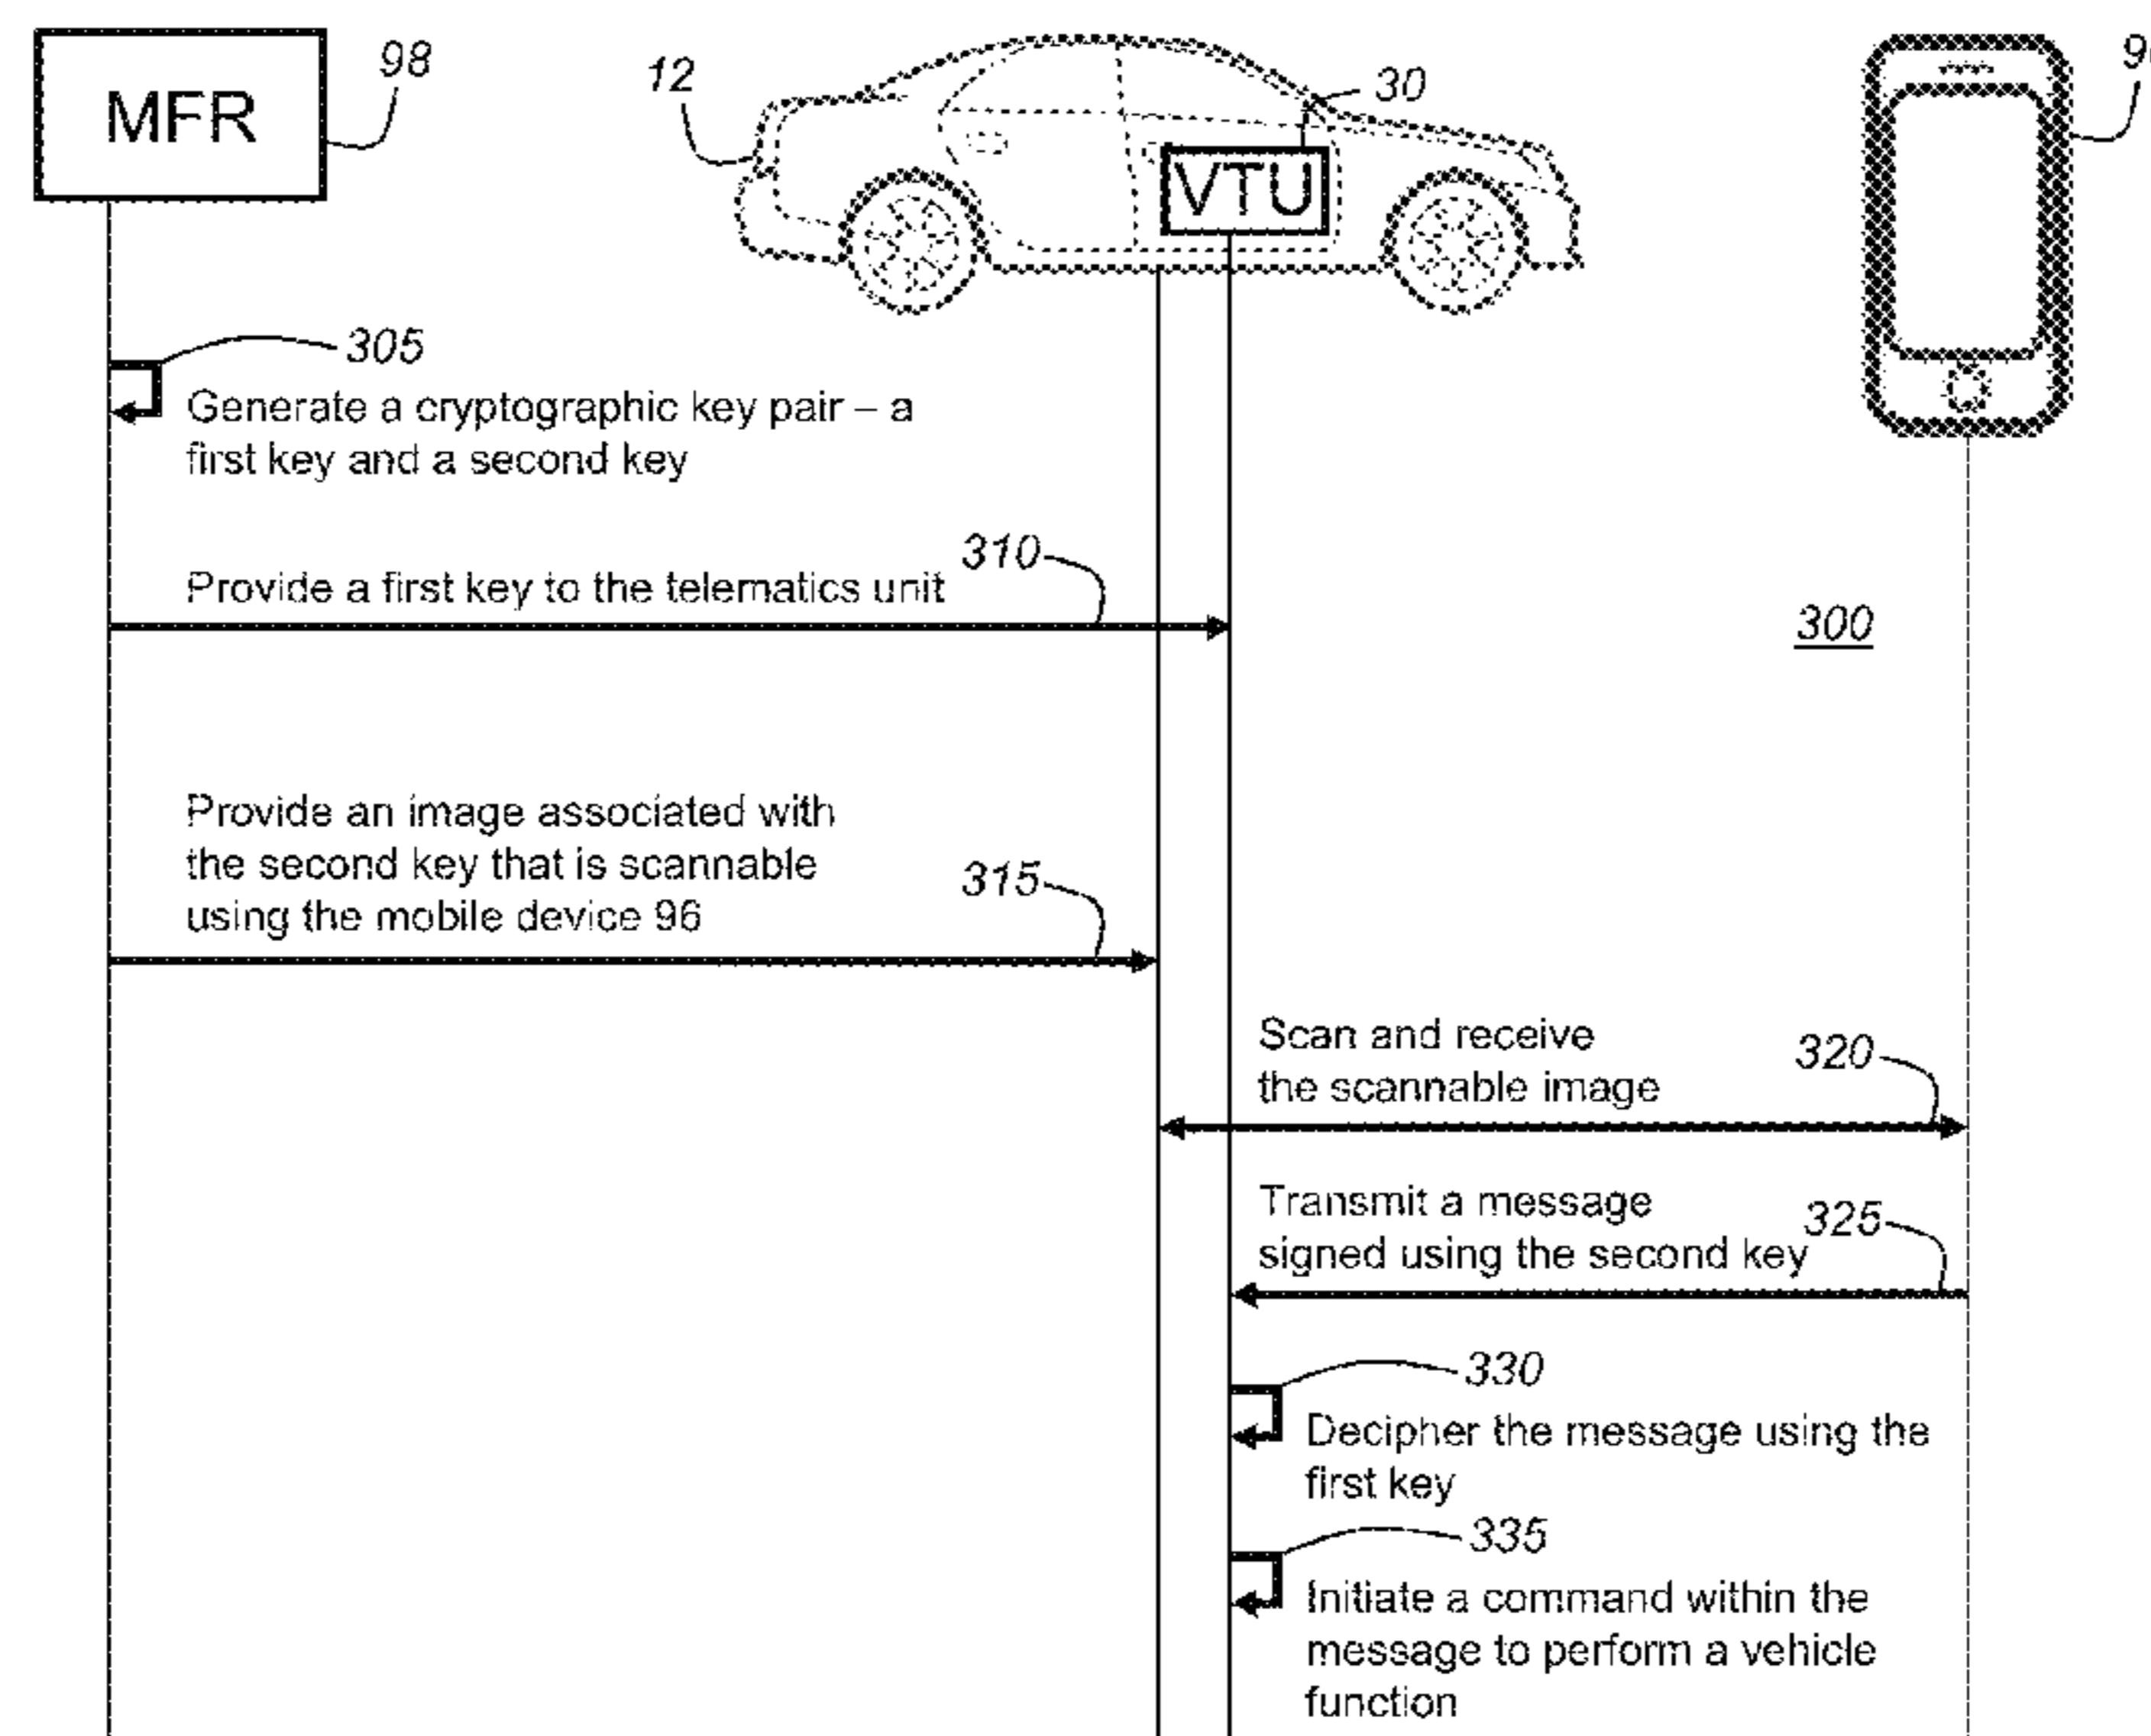 MFR
98
12
30
VTU
305
Generate a cryptographic key pair – a
first key and a second key
310
Provide a first key to the telematics unit
300
Provide an image associated with
the second key that is scannable
using the mobile device 96
315
Scan and receive
the scannable image
320
Transmit a message
signed using the second key
325
330
Decipher the message using the
first key
335
Initiate a command within the
message to perform a vehicle
function